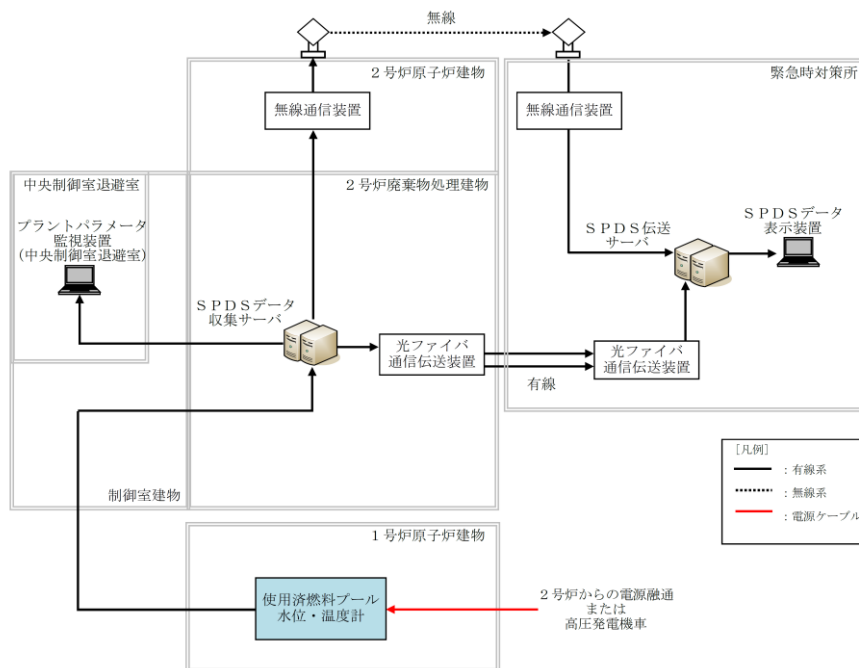 無線
２号炉原子炉建物
緊急時対策所
無線通信装置
無線通信装置
中央制御室退避室
２号炉廃棄物処理建物
プラントパラメータ
監視装置
（中央制御室退避室）
ＳＰＤＳ伝送
サーバ
ＳＰＤＳデータ
表示装置
ＳＰＤＳデータ
収集サーバ
光ファイバ
通信伝送装置
光ファイバ
通信伝送装置
有線
制御室建物
［凡例］
：有線系
：無線系
：電源ケーブル
１号炉原子炉建物
使用済燃料プール
水位・温度計
２号炉からの電源融通
または
高圧発電機車